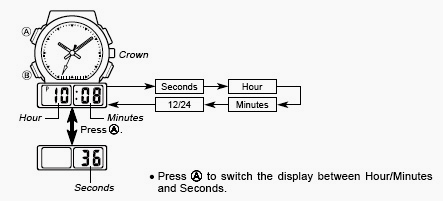 A
Crown
B
P 10 :08
Seconds
Hour
12/24
Minutes
Hour
Minutes
Press A.
36
Seconds
• Press A to switch the display between Hour/Minutes
and Seconds.